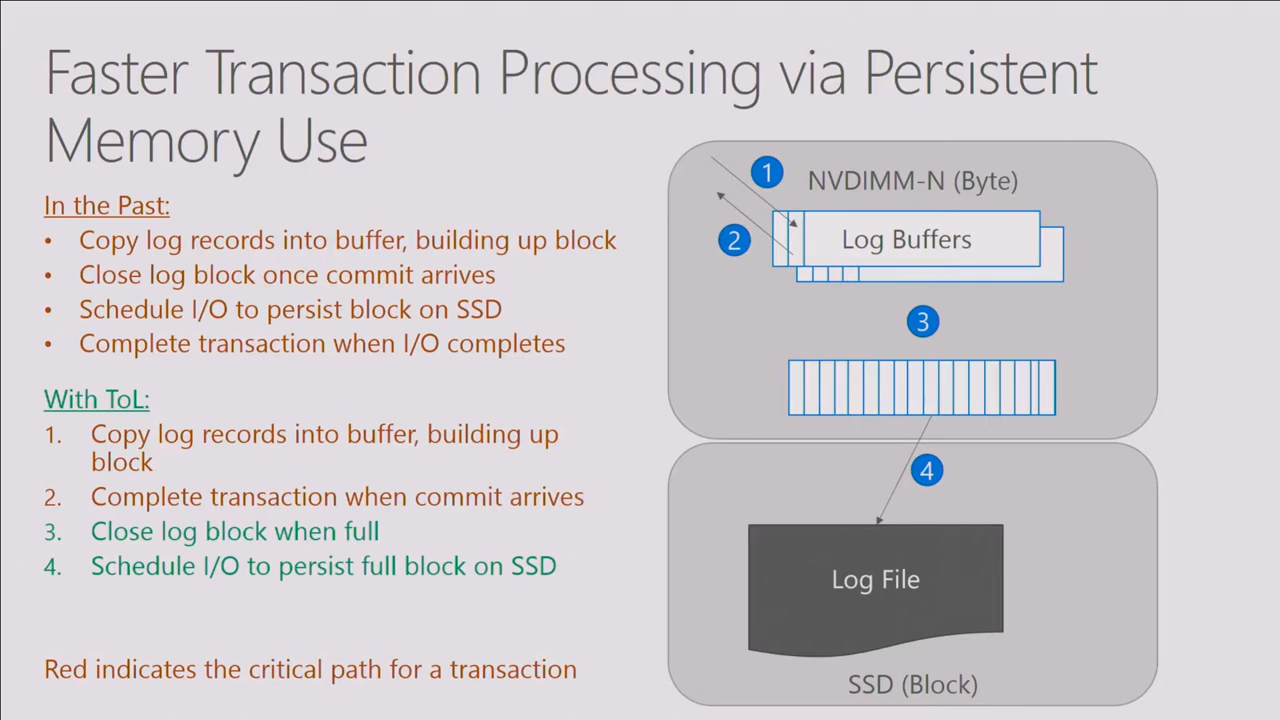 Faster Transaction Processing via Persistent
Memory Use
In the Past:
• Copy log records into buffer, building up block
• Close log block once commit arrives
• Schedule I/O to persist block on SSD
• Complete transaction when I/O completes
With ToL:
1. Copy log records into buffer, building up
block
2. Complete transaction when commit arrives
3. Close log block when full
4. Schedule I/O to persist full block on SSD
Red indicates the critical path for a transaction
1
NVDIMM-N (Byte)
2
Log Buffers
3
4
Log File
SSD (Block)